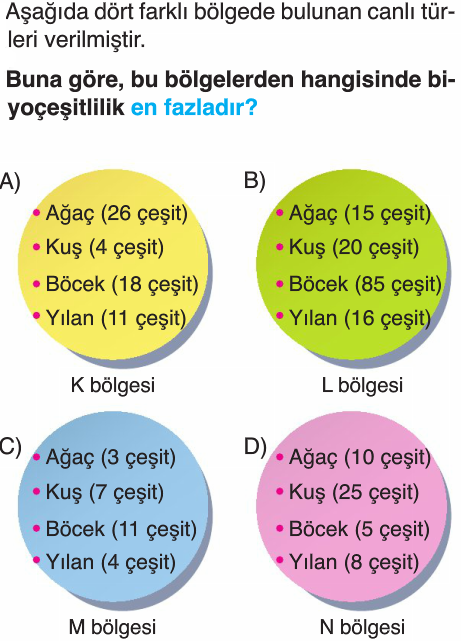 Aşağıda dört farklı bölgede bulunan canlı tür-
leri verilmiştir.
Buna göre, bu bölgelerden hangisinde bi-
yoçeşitlilik en fazladır?
A)
• Ağaç (26 çeşit)
• Kuş (4 çeşit)
• Böcek (18 çeşit)
• Yılan (11 çeşit)
K bölgesi
B)
• Ağaç (15 çeşit)
• Kuş (20 çeşit)
• Böcek (85 çeşit)
• Yılan (16 çeşit)
L bölgesi
C)
• Ağaç (3 çeşit)
• Kuş (7 çeşit)
• Böcek (11 çeşit)
• Yılan (4 çeşit)
M bölgesi
D)
• Ağaç (10 çeşit)
• Kuş (25 çeşit)
• Böcek (5 çeşit)
• Yılan (8 çeşit)
N bölgesi